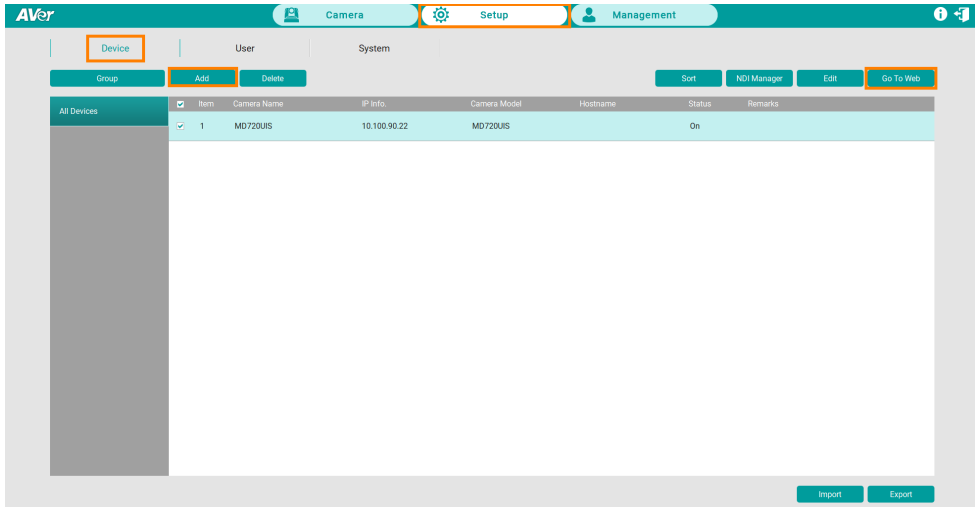 AVer Camera Setup Management
Device User System
Group Add Delete Sort NDI Manager Edit Go To Web
All Devices
Item Camera Name IP Info. Camera Model Hostname Status Remarks
1 MD720UIS 10.100.90.22 MD720UIS On
Import Export